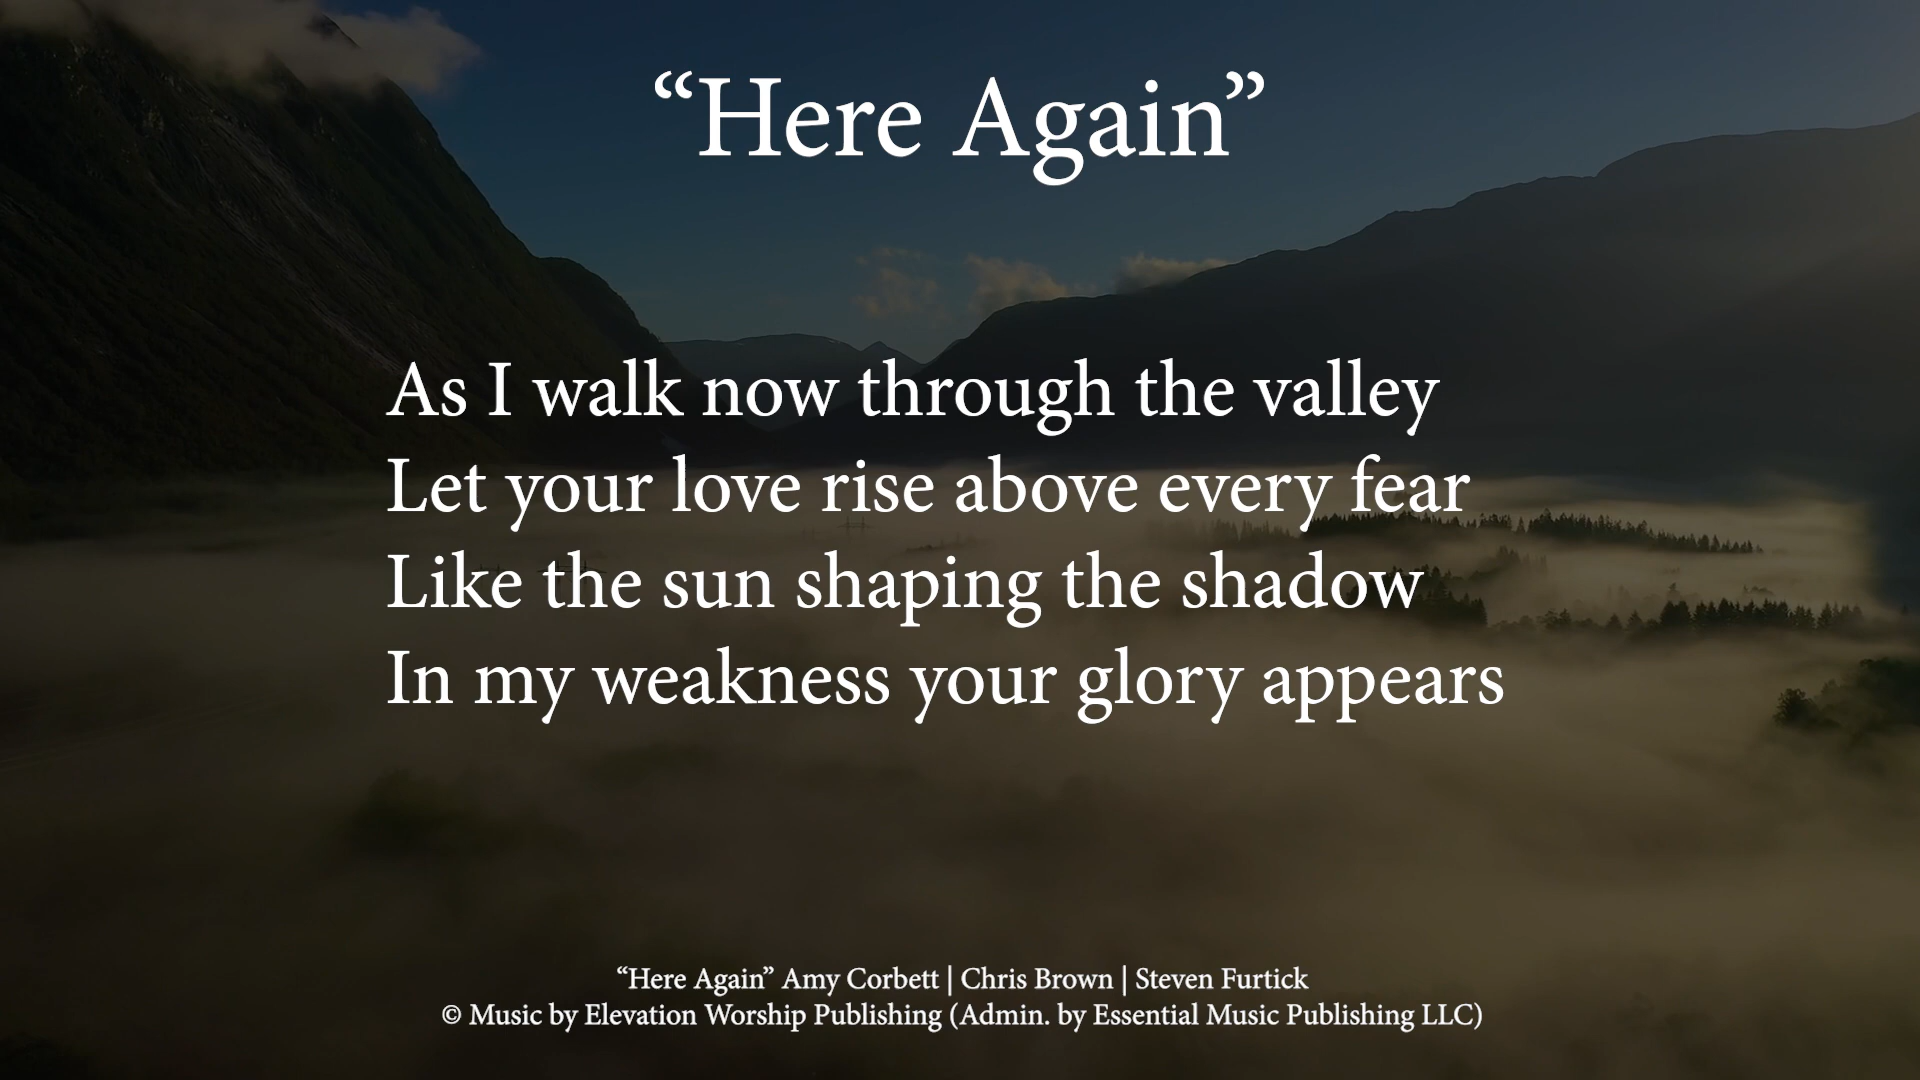 “Here Again”
As I walk now through the valley
Let your love rise above every fear
Like the sun shaping the shadow
In my weakness your glory appears
“Here Again” Amy Corbett | Chris Brown | Steven Furtick
© Music by Elevation Worship Publishing (Admin. by Essential Music Publishing LLC)